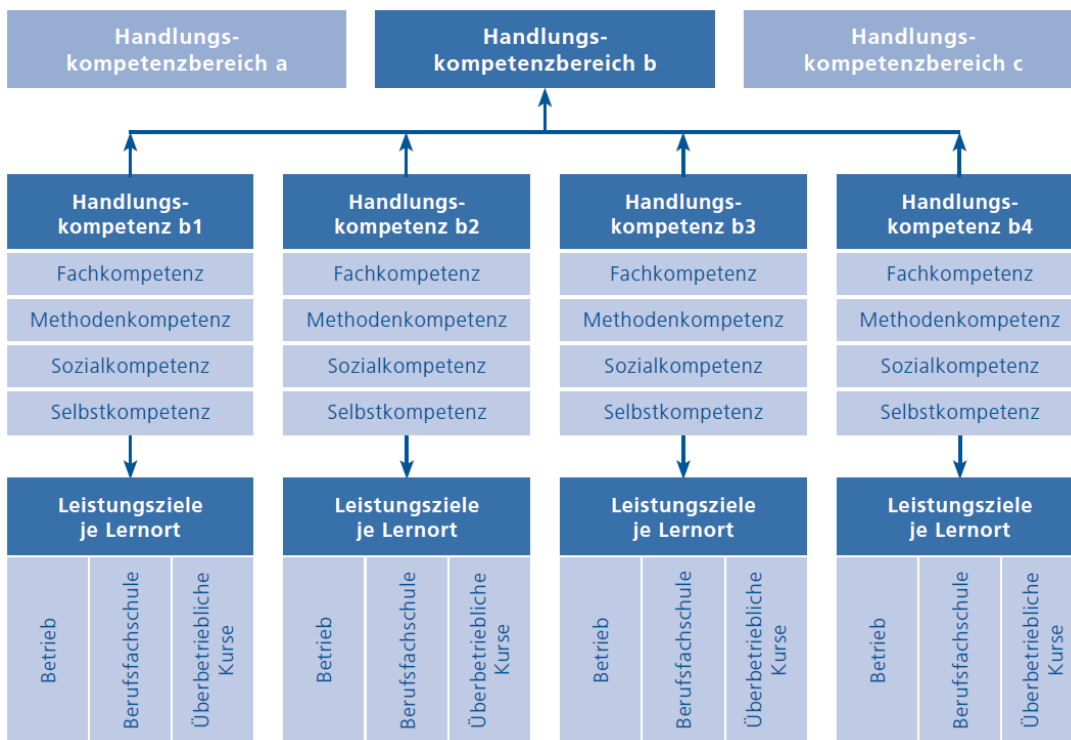 Handlungs-
kompetenzbereich a
Handlungs-
kompetenzbereich b
Handlungs-
kompetenzbereich c
Handlungs-
kompetenz b1
Fachkompetenz
Methodenkompetenz
Sozialkompetenz
Selbstkompetenz
Leistungsziele
je Lernort
Betrieb
Berufsfachschule
Überbetriebliche
Kurse
Handlungs-
kompetenz b2
Fachkompetenz
Methodenkompetenz
Sozialkompetenz
Selbstkompetenz
Leistungsziele
je Lernort
Betrieb
Berufsfachschule
Überbetriebliche
Kurse
Handlungs-
kompetenz b3
Fachkompetenz
Methodenkompetenz
Sozialkompetenz
Selbstkompetenz
Leistungsziele
je Lernort
Betrieb
Berufsfachschule
Überbetriebliche
Kurse
Handlungs-
kompetenz b4
Fachkompetenz
Methodenkompetenz
Sozialkompetenz
Selbstkompetenz
Leistungsziele
je Lernort
Betrieb
Berufsfachschule
Überbetriebliche
Kurse